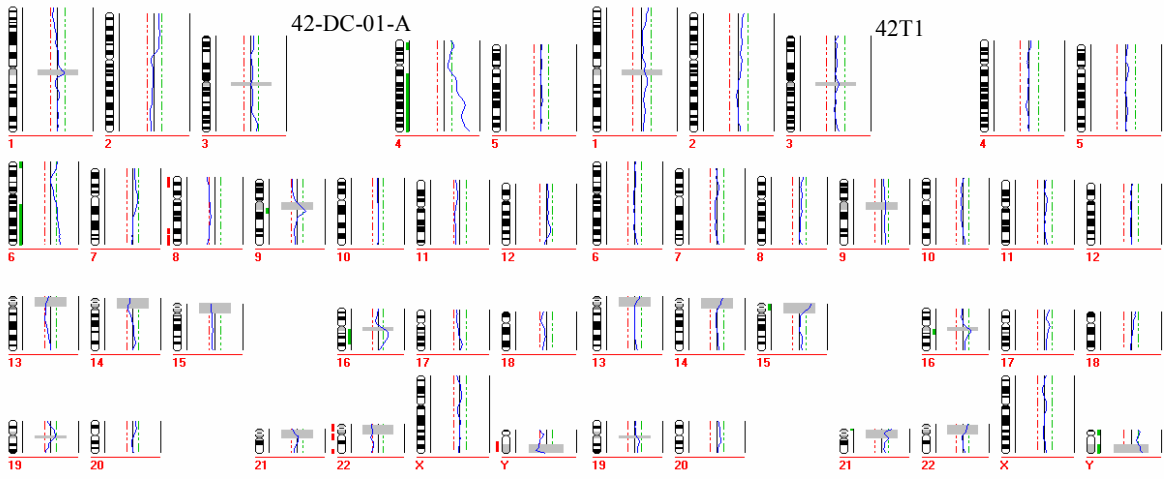 42-DC-01-A 42T1
1 2 3 4 5 1 2 3 4 5
6 7 8 9 10 11 12 6 7 8 9 10 11 12
13 14 15 16 17 18 13 14 15 16 17 18
19 20 21 22 X Y 19 20 21 22 X Y